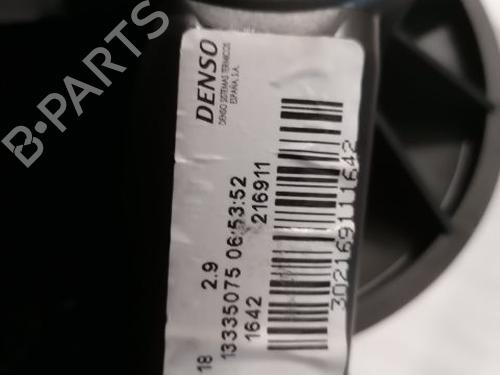 DENSO
DENSO SISTEMAS TERMICOS
ESPAÑA, S.A.
216911
13335075 06:53:52
1642
2.9
18
3021691111642
B-PARTS